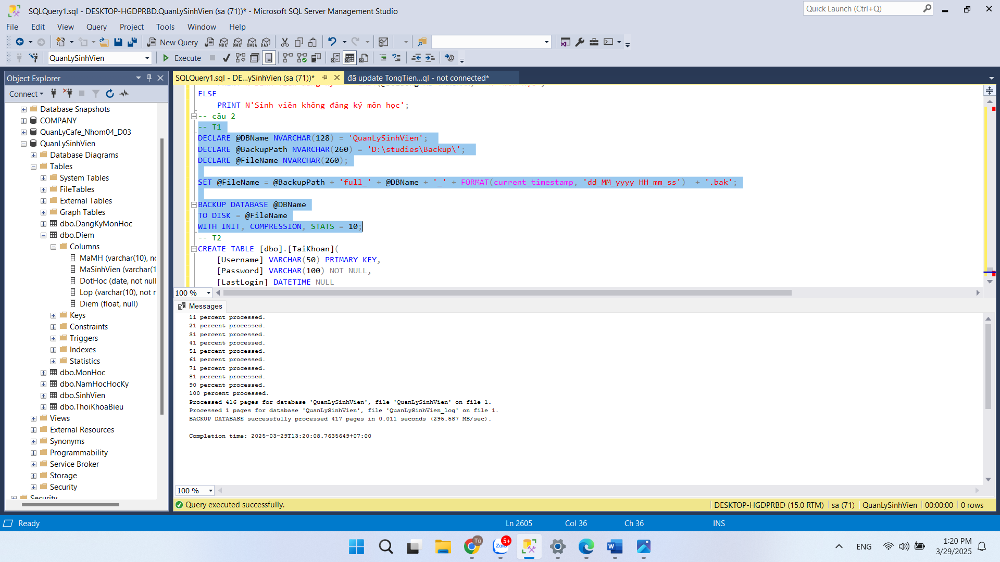 SQLQuery1.sql - DESKTOP-HGDPRBD.QuanLySinhVien (sa (71))* - Microsoft SQL Server Management Studio
Quick Launch (Ctrl+Q)
File Edit View Query Project Tools Window Help
New Query
MDX DMX XMLA DAX
QuanLySinhVien
Execute
Object Explorer
Connect
Database Snapshots
COMPANY
QuanLyCafe_Nhom04_D03
QuanLySinhVien
Database Diagrams
Tables
System Tables
FileTables
External Tables
Graph Tables
dbo.DangKyMonHoc
dbo.Diem
Columns
MaMH (varchar(10), no
MaSinhVien (varchar(1
DotHoc (date, not null
Lop (varchar(10), not n
Diem (float, null)
Keys
Constraints
Triggers
Indexes
Statistics
dbo.MonHoc
dbo.NamHocHocKy
dbo.SinhVien
dbo.ThoiKhoaBieu
Views
External Resources
Synonyms
Programmability
Service Broker
Storage
Security
Security
SQLQuery1.sql - DE...ySinhVien (sa (71))*
đã update TongTien...ql - not connected*
ELSE
PRINT N'Sinh viên không đăng ký môn học';
-- câu 2
-- T1
DECLARE @DBName NVARCHAR(128) = 'QuanLySinhVien';
DECLARE @BackupPath NVARCHAR(260) = 'D:\studies\Backup\';
DECLARE @FileName NVARCHAR(260);
SET @FileName = @BackupPath + 'full_' + @DBName + '_' + FORMAT(current_timestamp, 'dd_MM_yyyy HH_mm_ss')  + '.bak';
BACKUP DATABASE @DBName
TO DISK = @FileName
WITH INIT, COMPRESSION, STATS = 10;
-- T2
CREATE TABLE [dbo].[TaiKhoan](
[Username] VARCHAR(50) PRIMARY KEY,
[Password] VARCHAR(100) NOT NULL,
[LastLogin] DATETIME NULL
100 %
Messages
11 percent processed.
21 percent processed.
31 percent processed.
41 percent processed.
51 percent processed.
61 percent processed.
71 percent processed.
81 percent processed.
90 percent processed.
100 percent processed.
Processed 416 pages for database 'QuanLySinhVien', file 'QuanLySinhVien' on file 1.
Processed 1 pages for database 'QuanLySinhVien', file 'QuanLySinhVien_log' on file 1.
BACKUP DATABASE successfully processed 417 pages in 0.011 seconds (295.587 MB/sec).
Completion time: 2025-03-29T13:20:08.7635649+07:00
100 %
Query executed successfully.
DESKTOP-HGDPRBD (15.0 RTM) sa (71) QuanLySinhVien 00:00:00 0 rows
Ready
Ln 2605 Col 36 Ch 36 INS
Tú
Zalo 5+
W
ENG
1:20 PM
3/29/2025